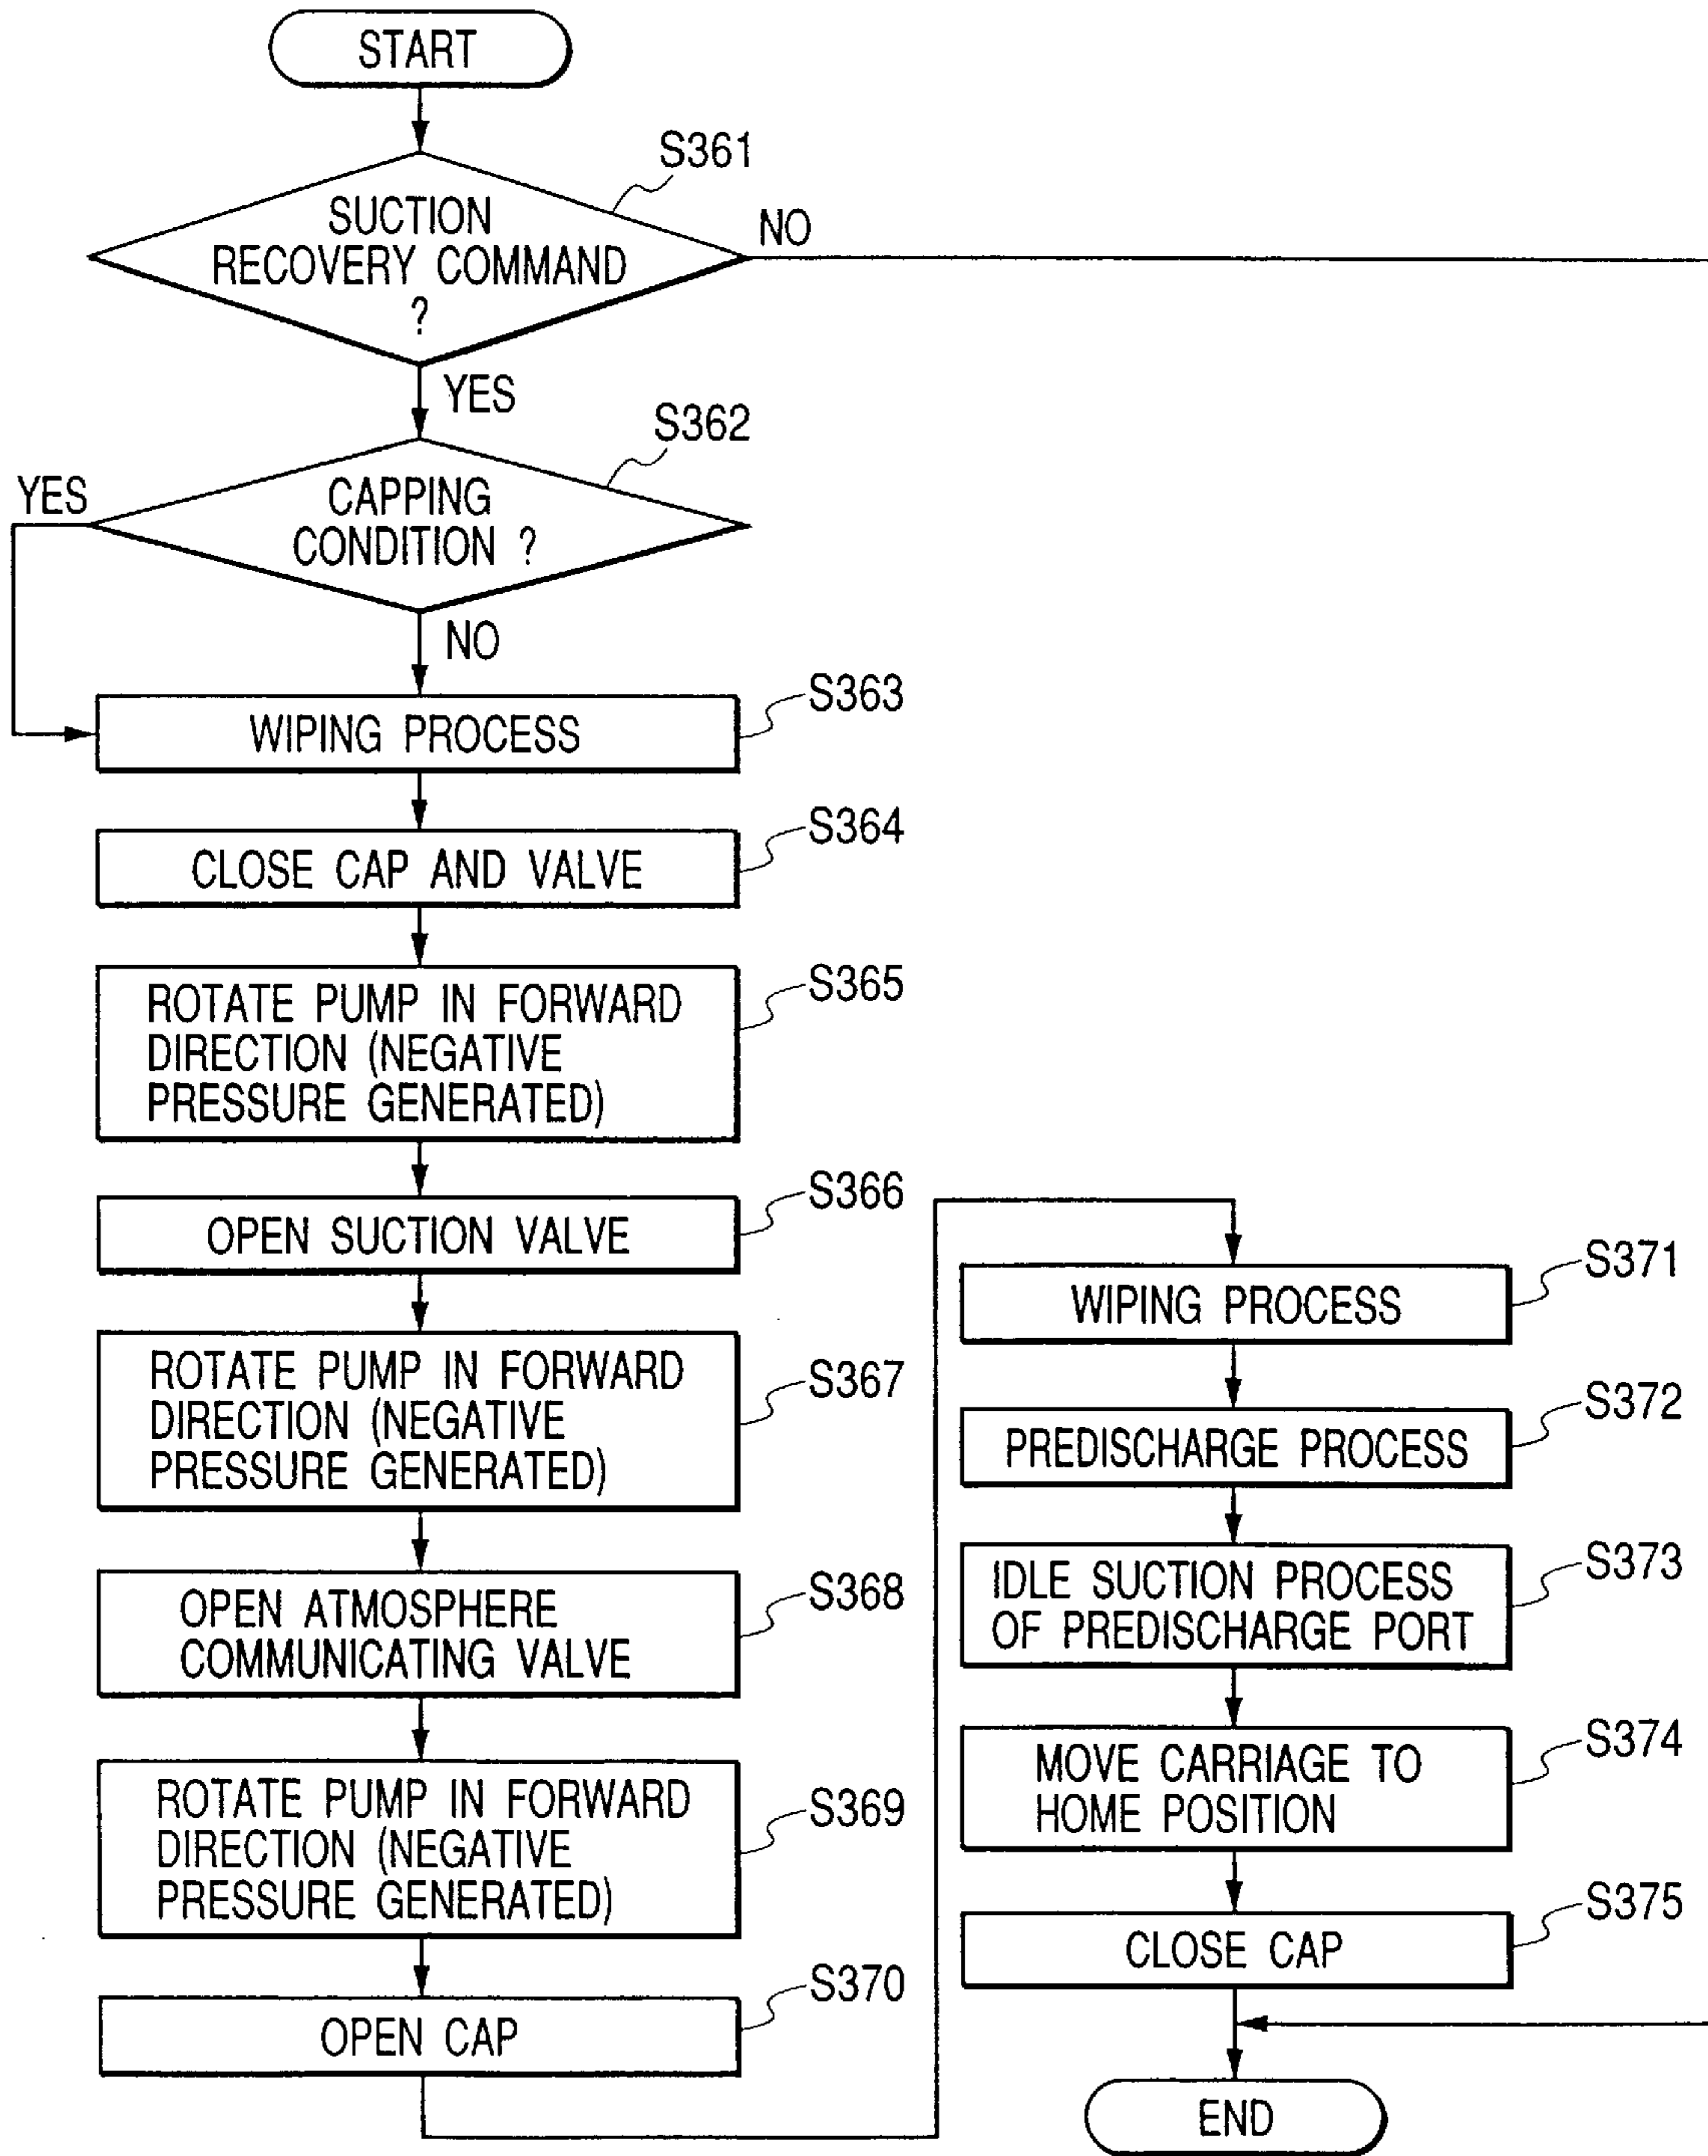 START
S361
SUCTION
RECOVERY COMMAND
?
NO
YES
S362
YES
CAPPING
CONDITION ?
NO
S363
WIPING PROCESS
S364
CLOSE CAP AND VALVE
S365
ROTATE PUMP IN FORWARD
DIRECTION (NEGATIVE
PRESSURE GENERATED)
S366
OPEN SUCTION VALVE
S367
ROTATE PUMP IN FORWARD
DIRECTION (NEGATIVE
PRESSURE GENERATED)
S368
OPEN ATMOSPHERE
COMMUNICATING VALVE
S369
ROTATE PUMP IN FORWARD
DIRECTION (NEGATIVE
PRESSURE GENERATED)
S370
OPEN CAP
S371
WIPING PROCESS
S372
PREDISCHARGE PROCESS
S373
IDLE SUCTION PROCESS
OF PREDISCHARGE PORT
S374
MOVE CARRIAGE TO
HOME POSITION
S375
CLOSE CAP
END